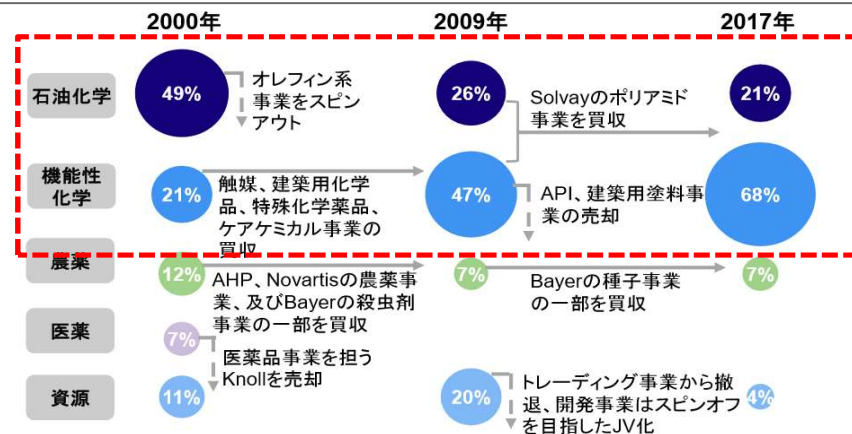 2000年
2009年
2017年
石油化学
49%
オレフィン系
事業をスピン
アウト
26%
Solvayのポリアミド
事業を買収
21%
機能性
化学
21%
触媒、建築用化学
品、特殊化学薬品、
ケアケミカル事業の
買収
47%
API、建築用塗料事
業の売却
68%
農薬
12%
AHP、Novartisの農薬事
業、及びBayerの殺虫剤
事業の一部を買収
7%
Bayerの種子事業
の一部を買収
7%
医薬
7%
医薬品事業を担う
Knollを売却
資源
11%
20%
トレーディング事業から撤
退、開発事業はスピンオフ
を目指したJV化
4%